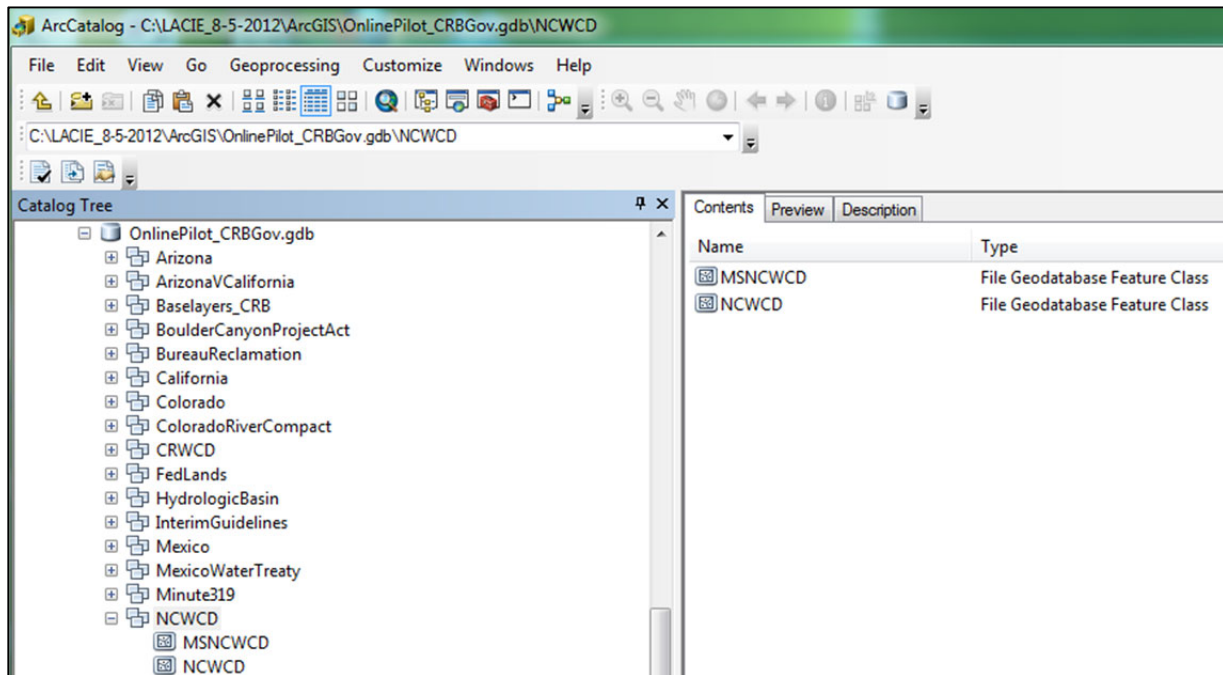 ArcCatalog - C:\LACIE_8-5-2012\ArcGIS\OnlinePilot_CRBGov.gdb\NCWCD
File Edit View Go Geoprocessing Customize Windows Help
C:\LACIE_8-5-2012\ArcGIS\OnlinePilot_CRBGov.gdb\NCWCD
Catalog Tree
OnlinePilot_CRBGov.gdb
Arizona
ArizonaVCalifornia
Baselayers_CRB
BoulderCanyonProjectAct
BureauReclamation
California
Colorado
ColoradoRiverCompact
CRWCD
FedLands
HydrologicBasin
InterimGuidelines
Mexico
MexicoWaterTreaty
Minute319
NCWCD
MSNCWCD
NCWCD
Contents Preview Description
Name Type
MSNCWCD File Geodatabase Feature Class
NCWCD File Geodatabase Feature Class